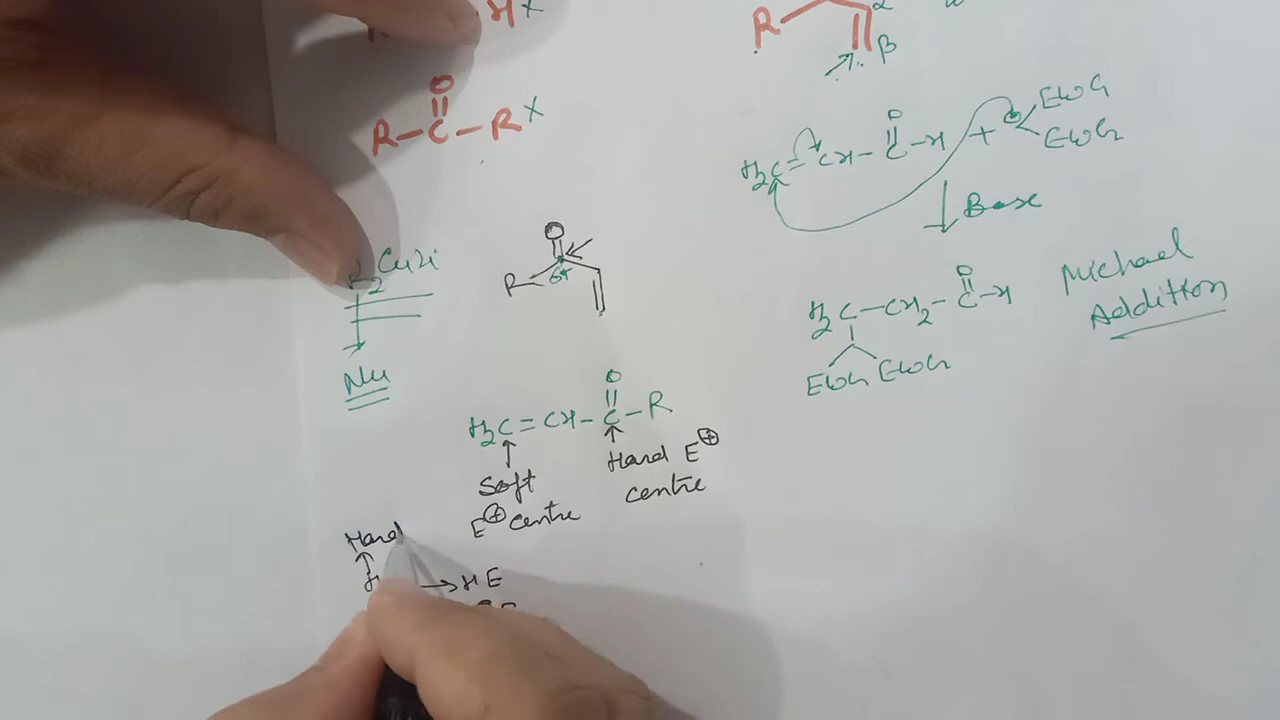 H x
R α
β
O
||
R-C-R x
H₂C=CH-C-H + EWG
O
||
EWG
Base
Michael
Addition
R₂CuLi
Nu
O
R δ+
O
||
H₂C-CH₂-C-H
EWG EWG
O
||
H₂C=CH-C-R
Soft
E⊕ centre
Hard E⊕
centre
Hard
→ H E